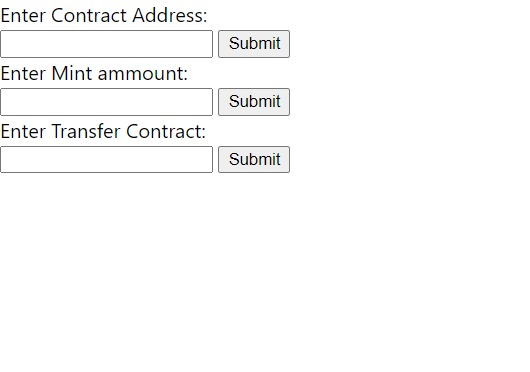 Enter Contract Address:
Submit
Enter Mint ammount:
Submit
Enter Transfer Contract:
Submit